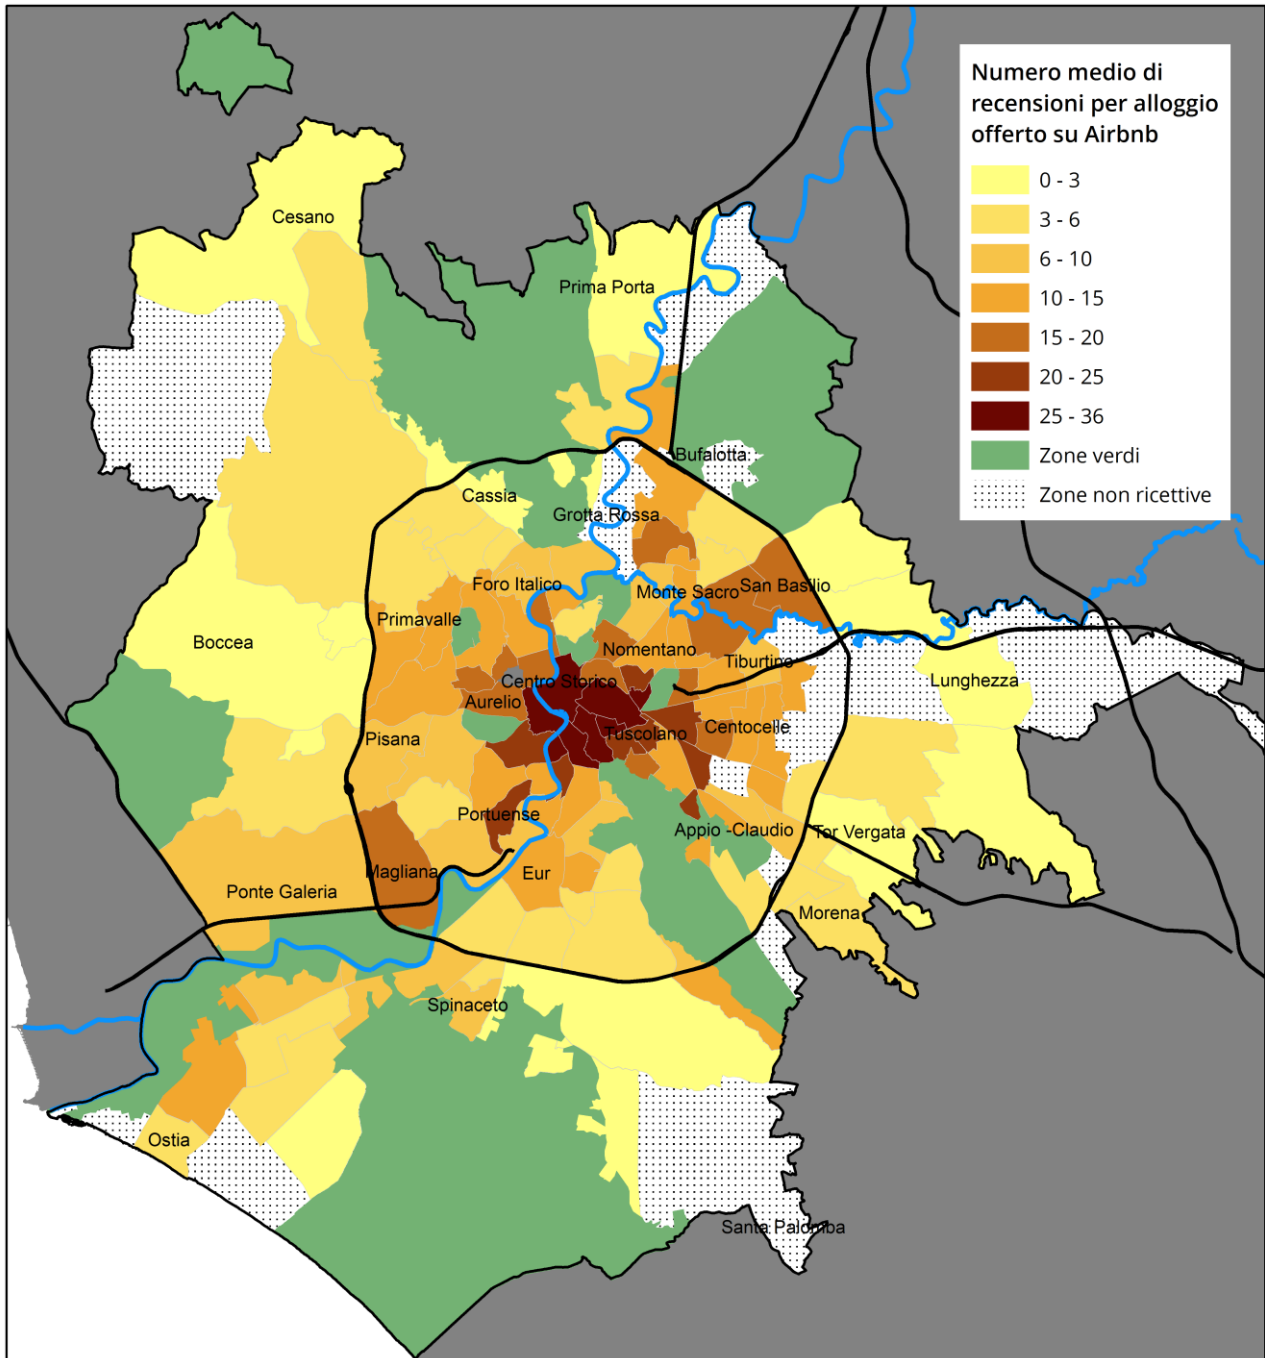 Numero medio di
recensioni per alloggio
offerto su Airbnb
0 - 3
3 - 6
6 - 10
10 - 15
15 - 20
20 - 25
25 - 36
Zone verdi
Zone non ricettive
Cesano
Prima Porta
Bufalotta
Cassia
Grotta Rossa
Foro Italico
Monte Sacro
San Basilio
Primavalle
Boccea
Nomentano
Tiburtino
Centro Storico
Lunghezza
Aurelio
Pisana
Tuscolano
Centocelle
Portuense
Appio -Claudio
Tor Vergata
Magliana
Eur
Ponte Galeria
Morena
Spinaceto
Ostia
Santa Palomba